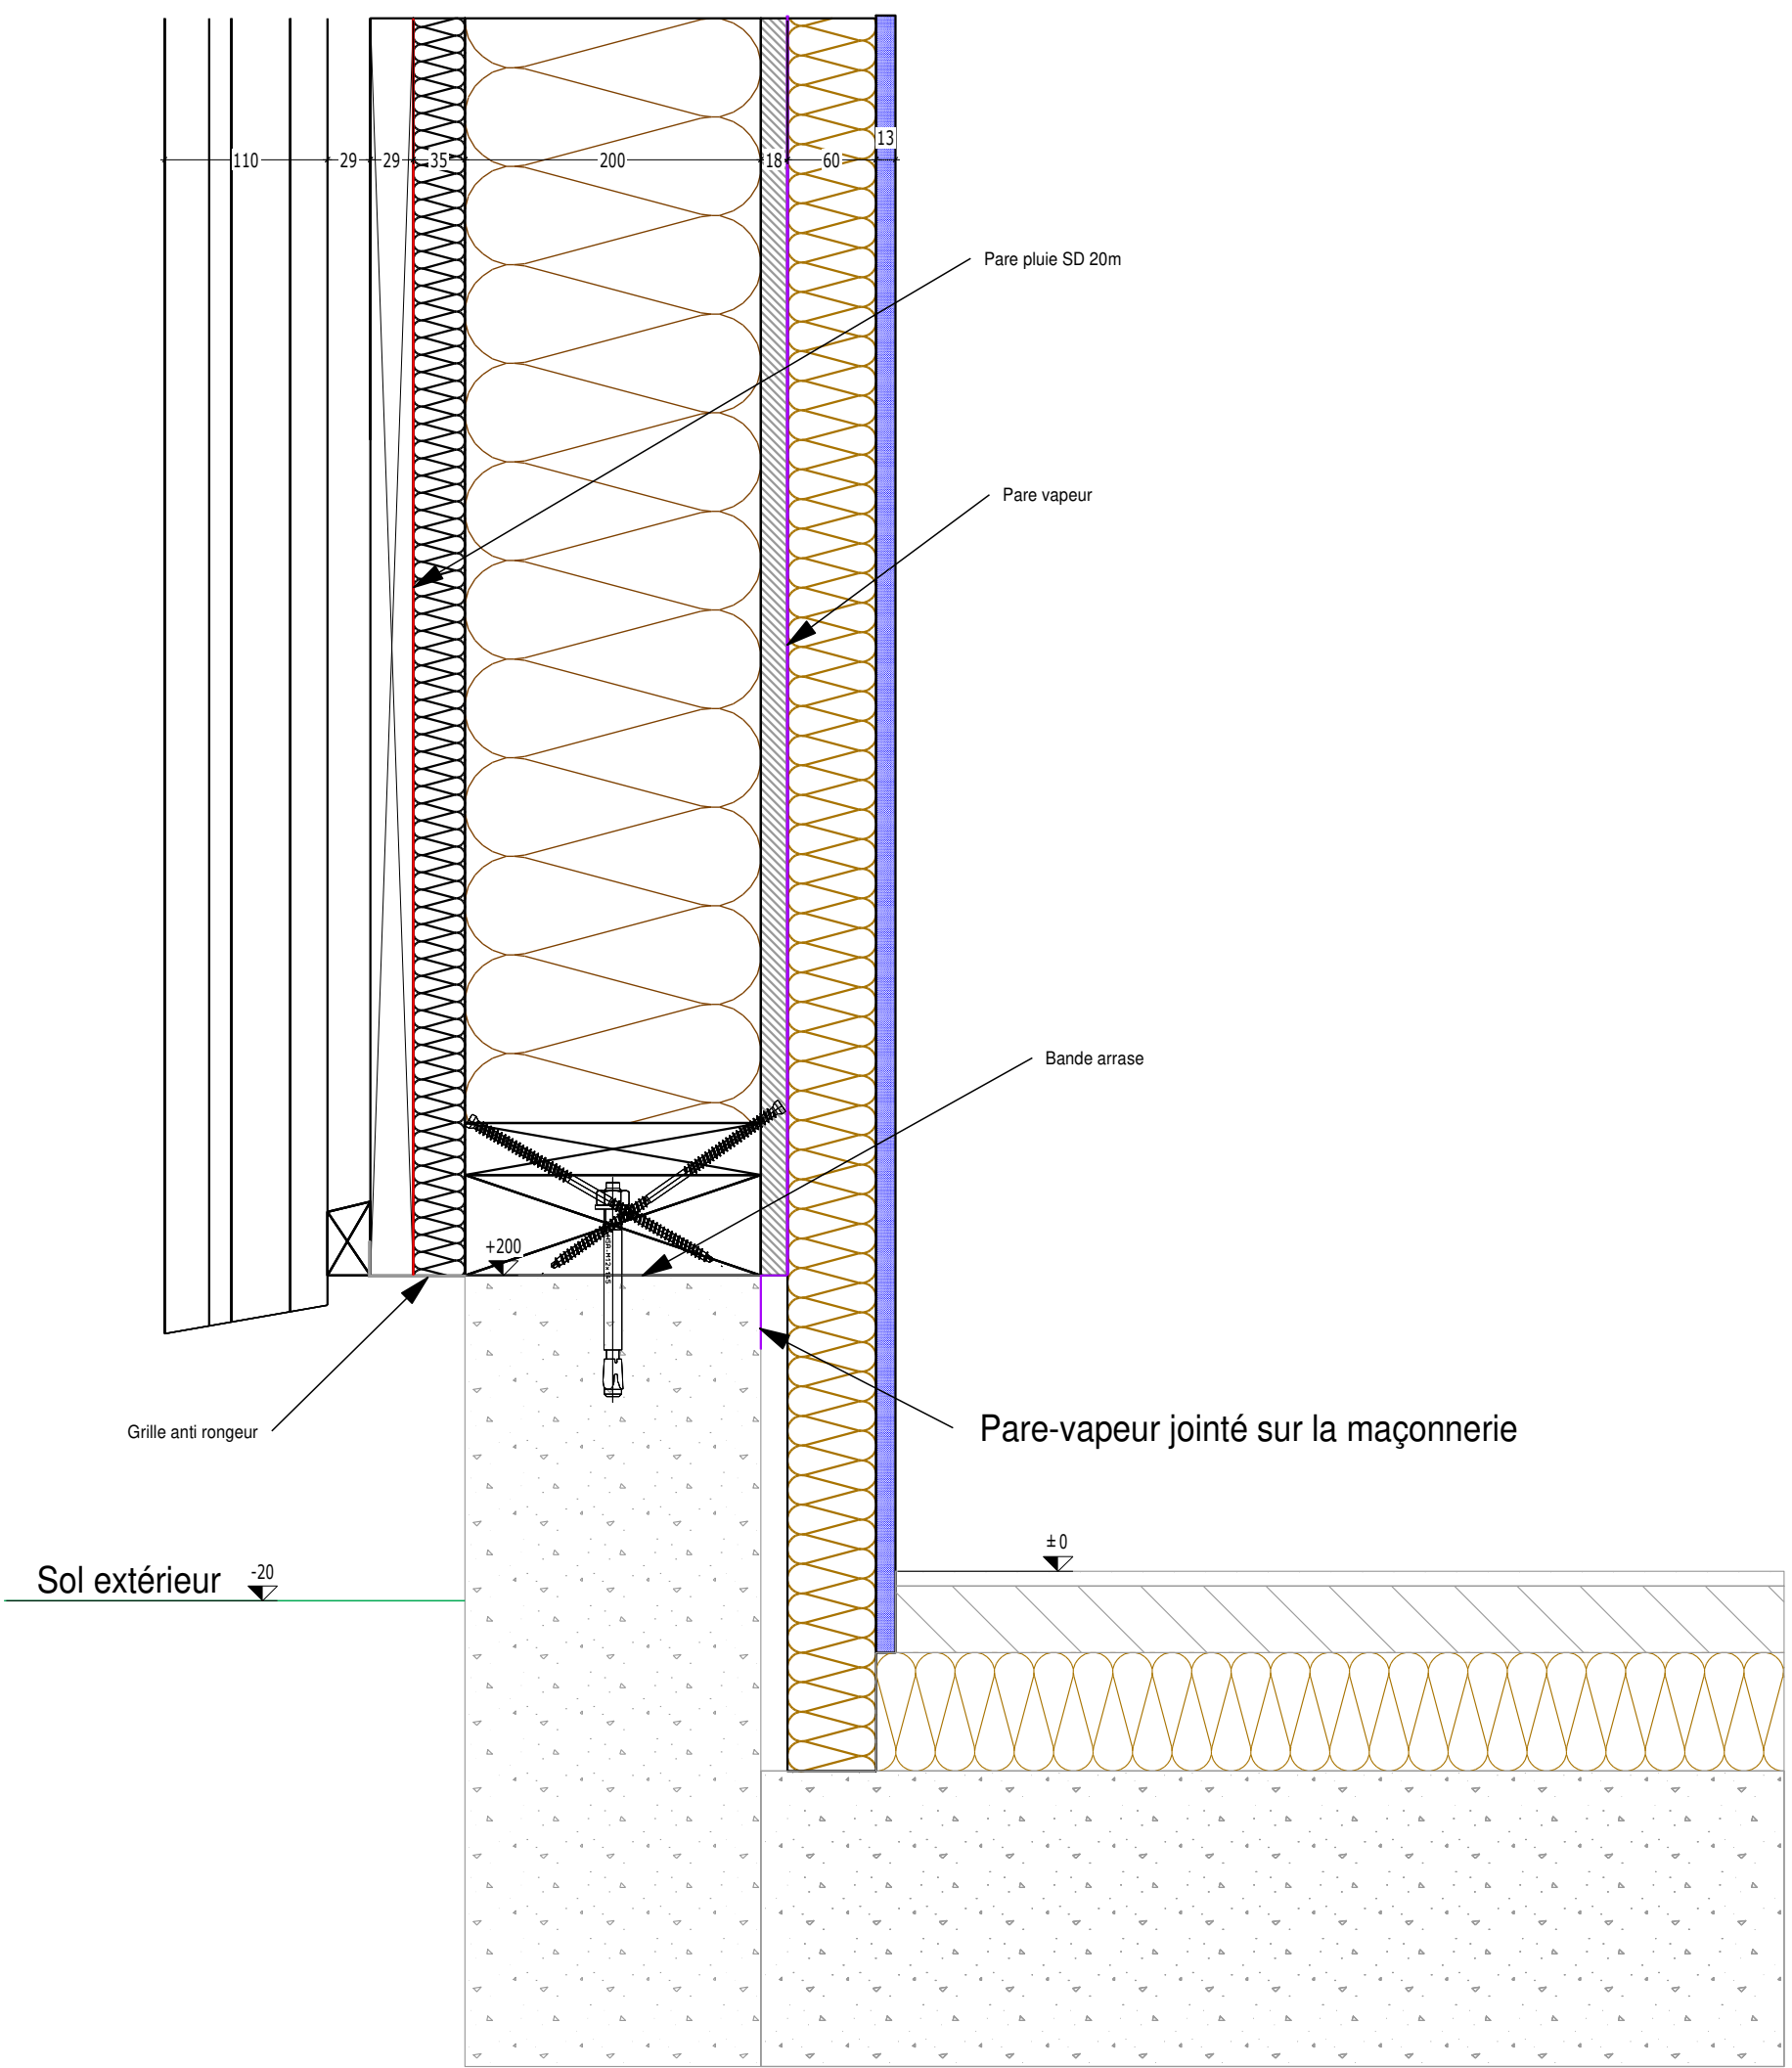 13
110
29
29
35
200
18
60
Pare pluie SD 20m
Pare vapeur
Bande arrase
+200
Grille anti rongeur
Pare-vapeur jointé sur la maçonnerie
±0
Sol extérieur
-20